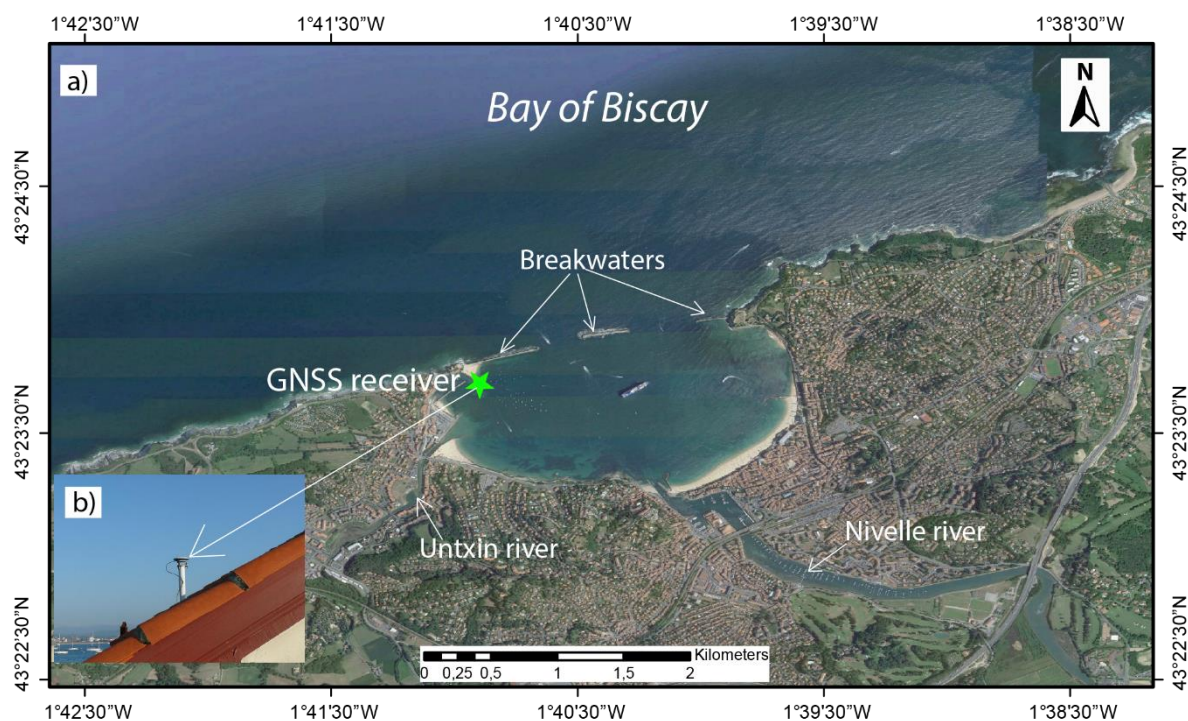 1°42'30"W 1°41'30"W 1°40'30"W 1°39'30"W 1°38'30"W
a)
N
Bay of Biscay
43°24'30"N 43°24'30"N
Breakwaters
GNSS receiver
43°23'30"N 43°23'30"N
b)
Untxin river
Nivelle river
Kilometers
0 0,25 0,5 1 1,5 2
43°22'30"N 43°22'30"N
1°42'30"W 1°41'30"W 1°40'30"W 1°39'30"W 1°38'30"W